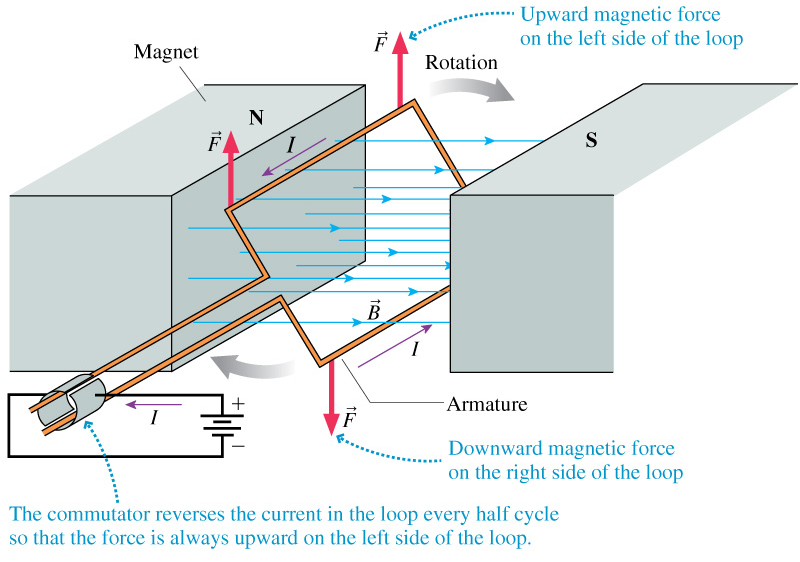 Upward magnetic force
on the left side of the loop
F⃗
Magnet
Rotation
N
F⃗
I
S
B⃗
I
Armature
I
+
−
F⃗
Downward magnetic force
on the right side of the loop
The commutator reverses the current in the loop every half cycle
so that the force is always upward on the left side of the loop.